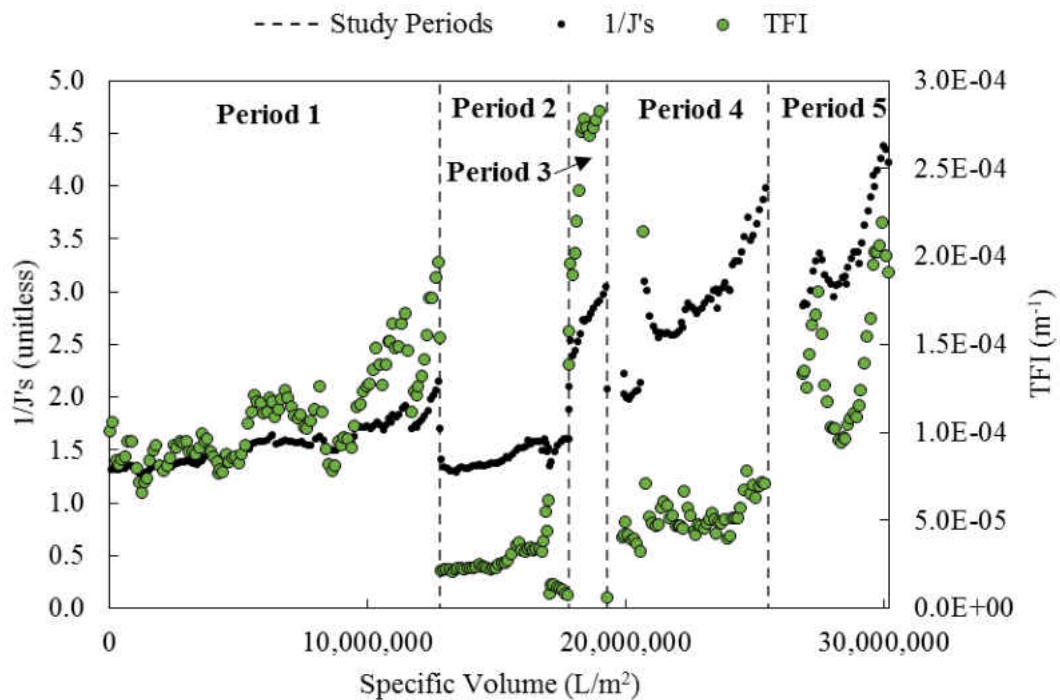 Study Periods 1/J's TFI
5.0 3.0E-04
Period 1 Period 2 Period 4 Period 5
4.5
2.5E-04
Period 3
4.0
2.0E-04
3.5
3.0
1/J's (unitless)
2.5 1.5E-04
TFI (m⁻¹)
2.0
1.0E-04
1.5
1.0
5.0E-05
0.5
0.0 0.0E+00
0 10,000,000 20,000,000 30,000,000
Specific Volume (L/m²)